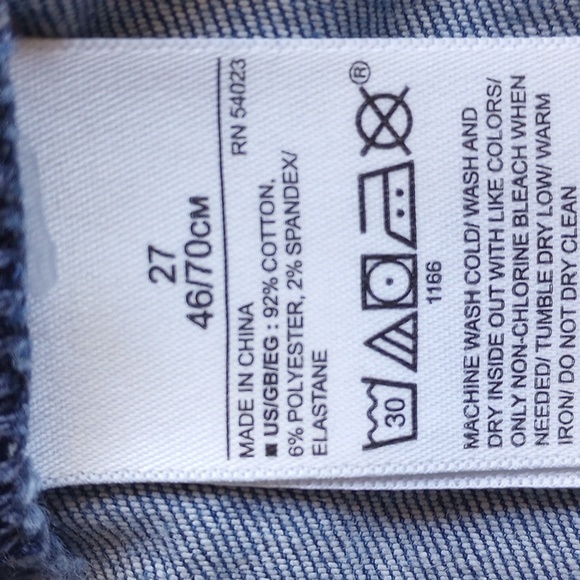 27
46/70CM
MADE IN CHINA RN 54023
■ US/GB/EG : 92% COTTON,
6% POLYESTER, 2% SPANDEX/
ELASTANE
30 ®
1166
MACHINE WASH COLD/ WASH AND
DRY INSIDE OUT WITH LIKE COLORS/
ONLY NON-CHLORINE BLEACH WHEN
NEEDED/ TUMBLE DRY LOW/ WARM
IRON/ DO NOT DRY CLEAN